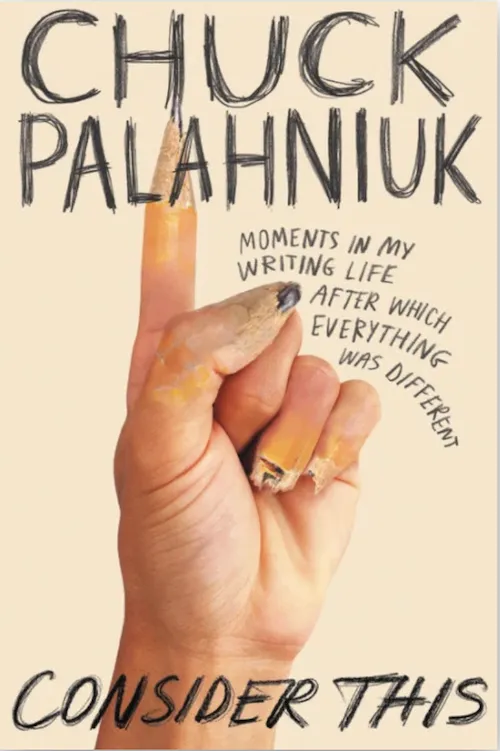 CHUCK
PALAHNIUK
MOMENTS IN MY
WRITING LIFE
AFTER WHICH
EVERYTHING
WAS DIFFERENT
CONSIDER THIS